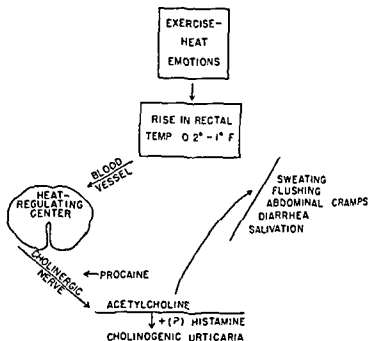 EXERCISE-
HEAT
EMOTIONS
RISE IN RECTAL
TEMP 0 2° - 1° F
BLOOD
VESSEL
HEAT-
REGULATING
CENTER
SWEATING
FLUSHING
ABDOMINAL CRAMPS
DIARRHEA
SALIVATION
CHOLINERGIC
NERVE
PROCAINE
ACETYLCHOLINE
+(?) HISTAMINE
CHOLINOGENIC URTICARIA